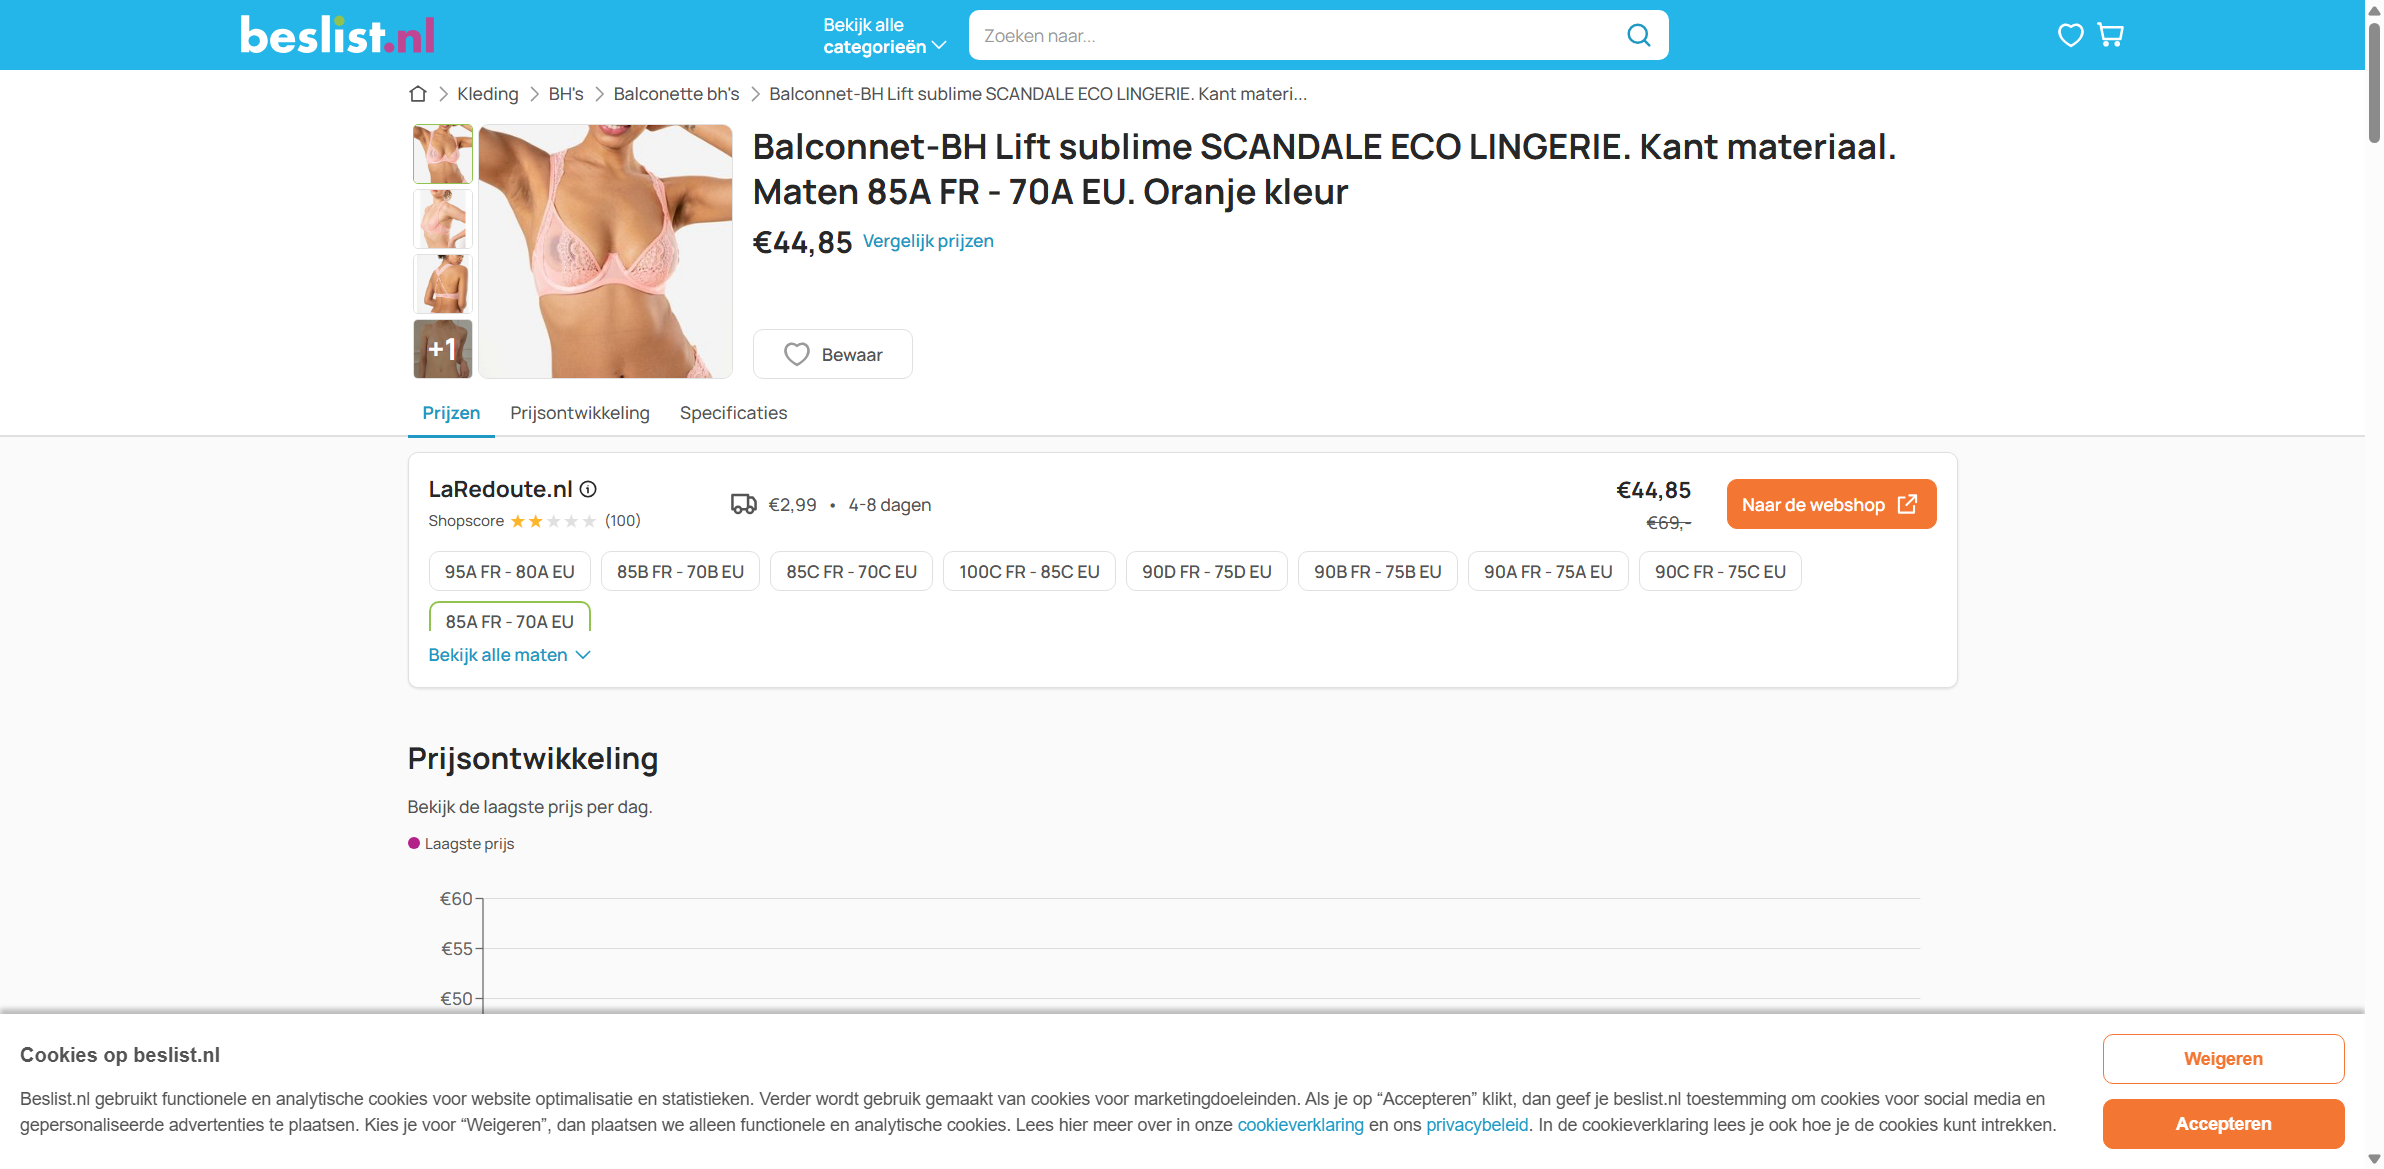 beslist.nl
Bekijk alle
categorieën
Zoeken naar...
Kleding
BH's
Balconette bh's
Balconnet-BH Lift sublime SCANDALE ECO LINGERIE. Kant materi...
+1
Balconnet-BH Lift sublime SCANDALE ECO LINGERIE. Kant materiaal.
Maten 85A FR - 70A EU. Oranje kleur
€44,85 Vergelijk prijzen
Bewaar
Prijzen
Prijsontwikkeling
Specificaties
LaRedoute.nl
Shopscore (100)
€2,99 • 4-8 dagen
€44,85
€69,-
Naar de webshop
95A FR - 80A EU
85B FR - 70B EU
85C FR - 70C EU
100C FR - 85C EU
90D FR - 75D EU
90B FR - 75B EU
90A FR - 75A EU
90C FR - 75C EU
85A FR - 70A EU
Bekijk alle maten
Prijsontwikkeling
Bekijk de laagste prijs per dag.
Laagste prijs
€60
€55
€50
Cookies op beslist.nl
Beslist.nl gebruikt functionele en analytische cookies voor website optimalisatie en statistieken. Verder wordt gebruik gemaakt van cookies voor marketingdoeleinden. Als je op “Accepteren” klikt, dan geef je beslist.nl toestemming om cookies voor social media en
gepersonaliseerde advertenties te plaatsen. Kies je voor “Weigeren”, dan plaatsen we alleen functionele en analytische cookies. Lees hier meer over in onze cookieverklaring en ons privacybeleid. In de cookieverklaring lees je ook hoe je de cookies kunt intrekken.
Weigeren
Accepteren